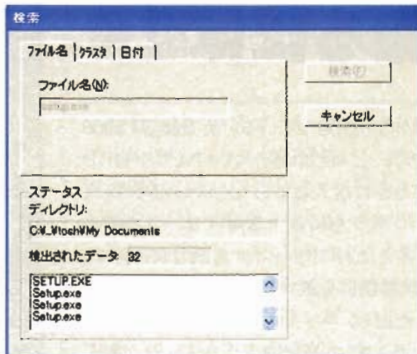 検索
ファイル名 | クラスタ | 日付 |
ファイル名(N):
setup.exe
検索(F)
キャンセル
ステータス
ディレクトリ:
C:¥..¥tosh¥My Documents
検出されたデータ: 32
SETUP.EXE
Setup.exe
Setup.exe
Setup.exe